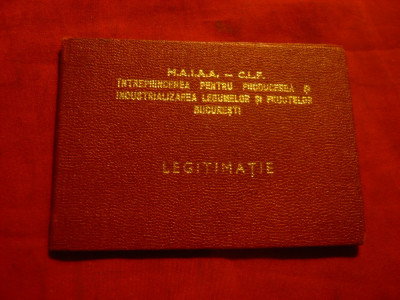 M.A.I.A.A. – C.L.F.
ÎNTREPRINDEREA PENTRU PRODUCEREA ȘI
INDUSTRIALIZAREA LEGUMELOR ȘI FRUCTELOR
BUCUREȘTI
LEGITIMAȚIE